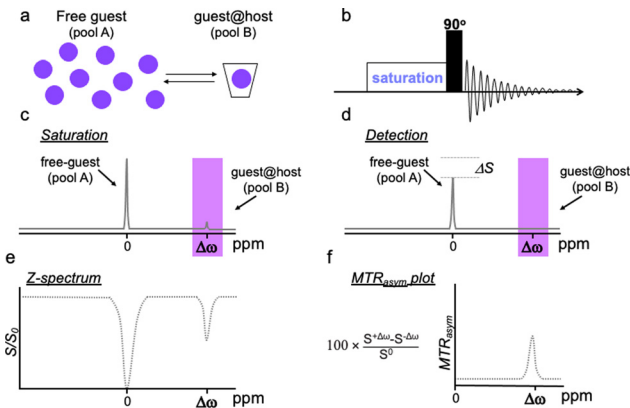 a
Free guest
(pool A)
guest@host
(pool B)
b
90º
saturation
c
Saturation
free-guest
(pool A)
guest@host
(pool B)
0
Δω
ppm
d
Detection
free-guest
(pool A)
ΔS
guest@host
(pool B)
0
Δω
ppm
e
Z-spectrum
S/S0
0
Δω
ppm
f
MTRasym plot
100 × S+Δω-S-Δω
S0
MTRasym
0
Δω
ppm